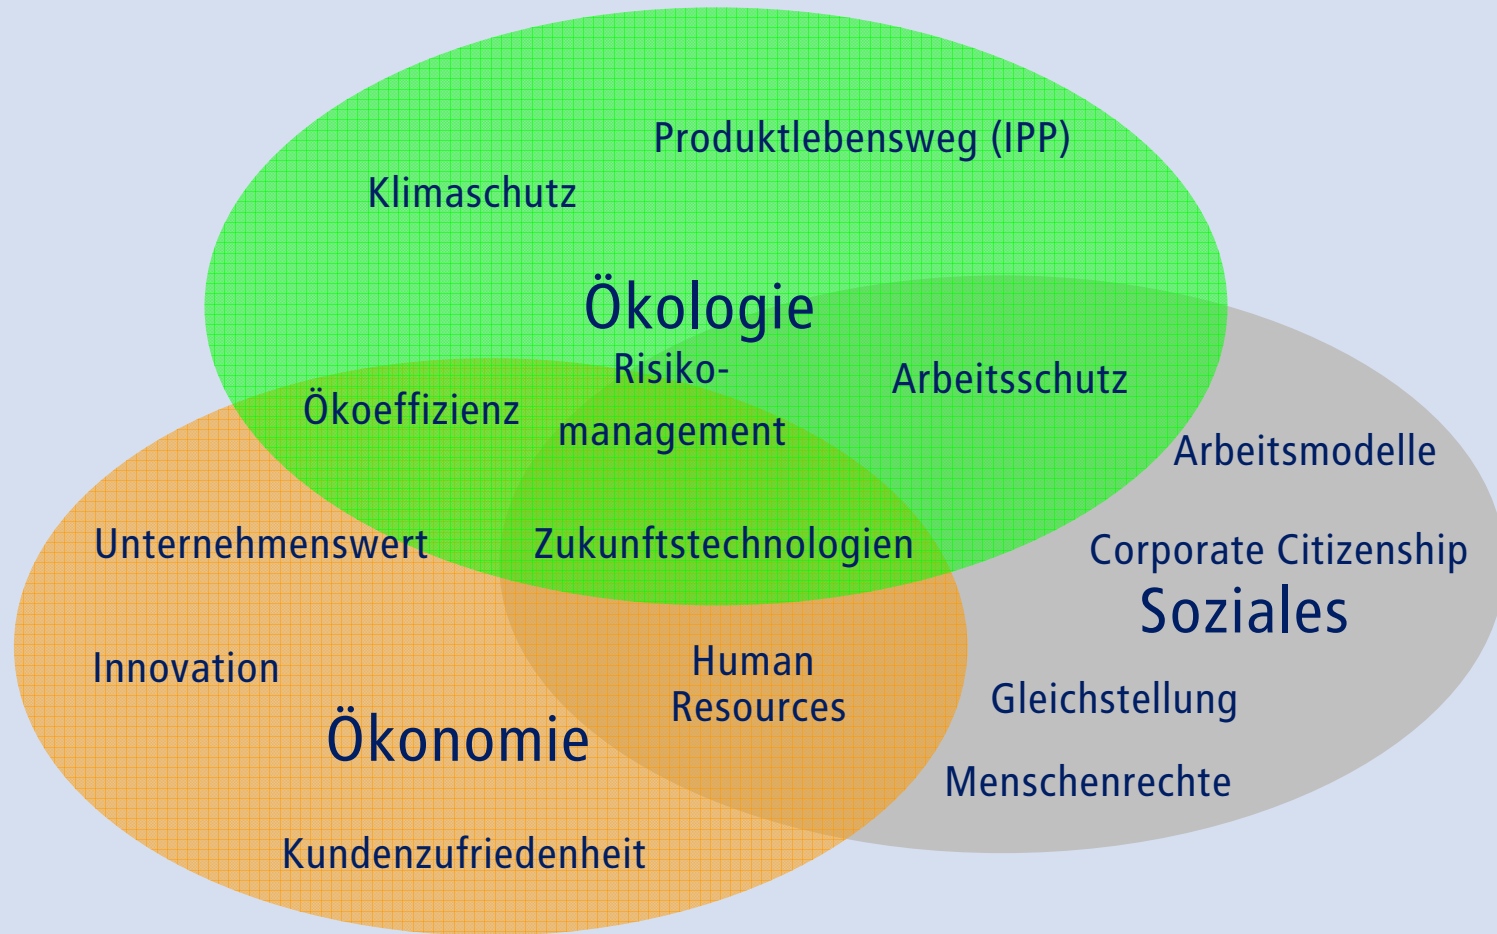 Produktlebensweg (IPP)
Klimaschutz
Ökologie
Risiko-
management
Arbeitsschutz
Ökoeffizienz
Arbeitsmodelle
Unternehmenswert
Zukunftstechnologien
Corporate Citizenship
Soziales
Innovation
Human
Resources
Gleichstellung
Ökonomie
Menschenrechte
Kundenzufriedenheit